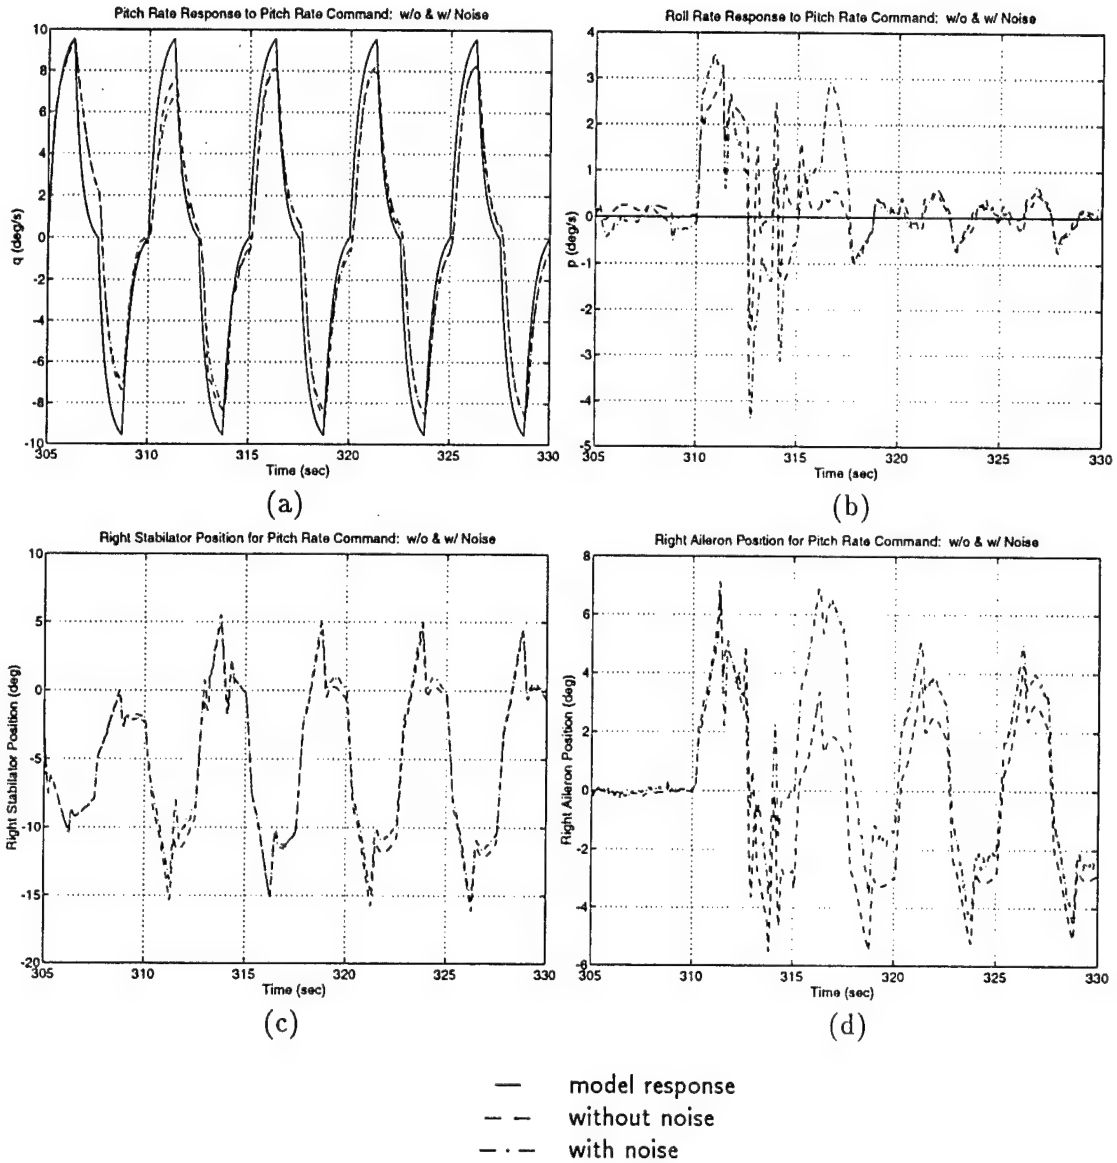 Pitch Rate Response to Pitch Rate Command: w/o & w/ Noise
10
8
6
4
2
0
-2
-4
-6
-8
-10
q (deg/s)
305 310 315 320 325 330
Time (sec)
(a)
Roll Rate Response to Pitch Rate Command: w/o & w/ Noise
4
3
2
1
0
-1
-2
-3
-4
-5
p (deg/s)
305 310 315 320 325 330
Time (sec)
(b)
Right Stabilator Position for Pitch Rate Command: w/o & w/ Noise
10
5
0
-5
-10
-15
-20
Right Stabilator Position (deg)
305 310 315 320 325 330
Time (sec)
(c)
Right Aileron Position for Pitch Rate Command: w/o & w/ Noise
8
6
4
2
0
-2
-4
-6
Right Aileron Position (deg)
305 310 315 320 325 330
Time (sec)
(d)
model response
without noise
with noise